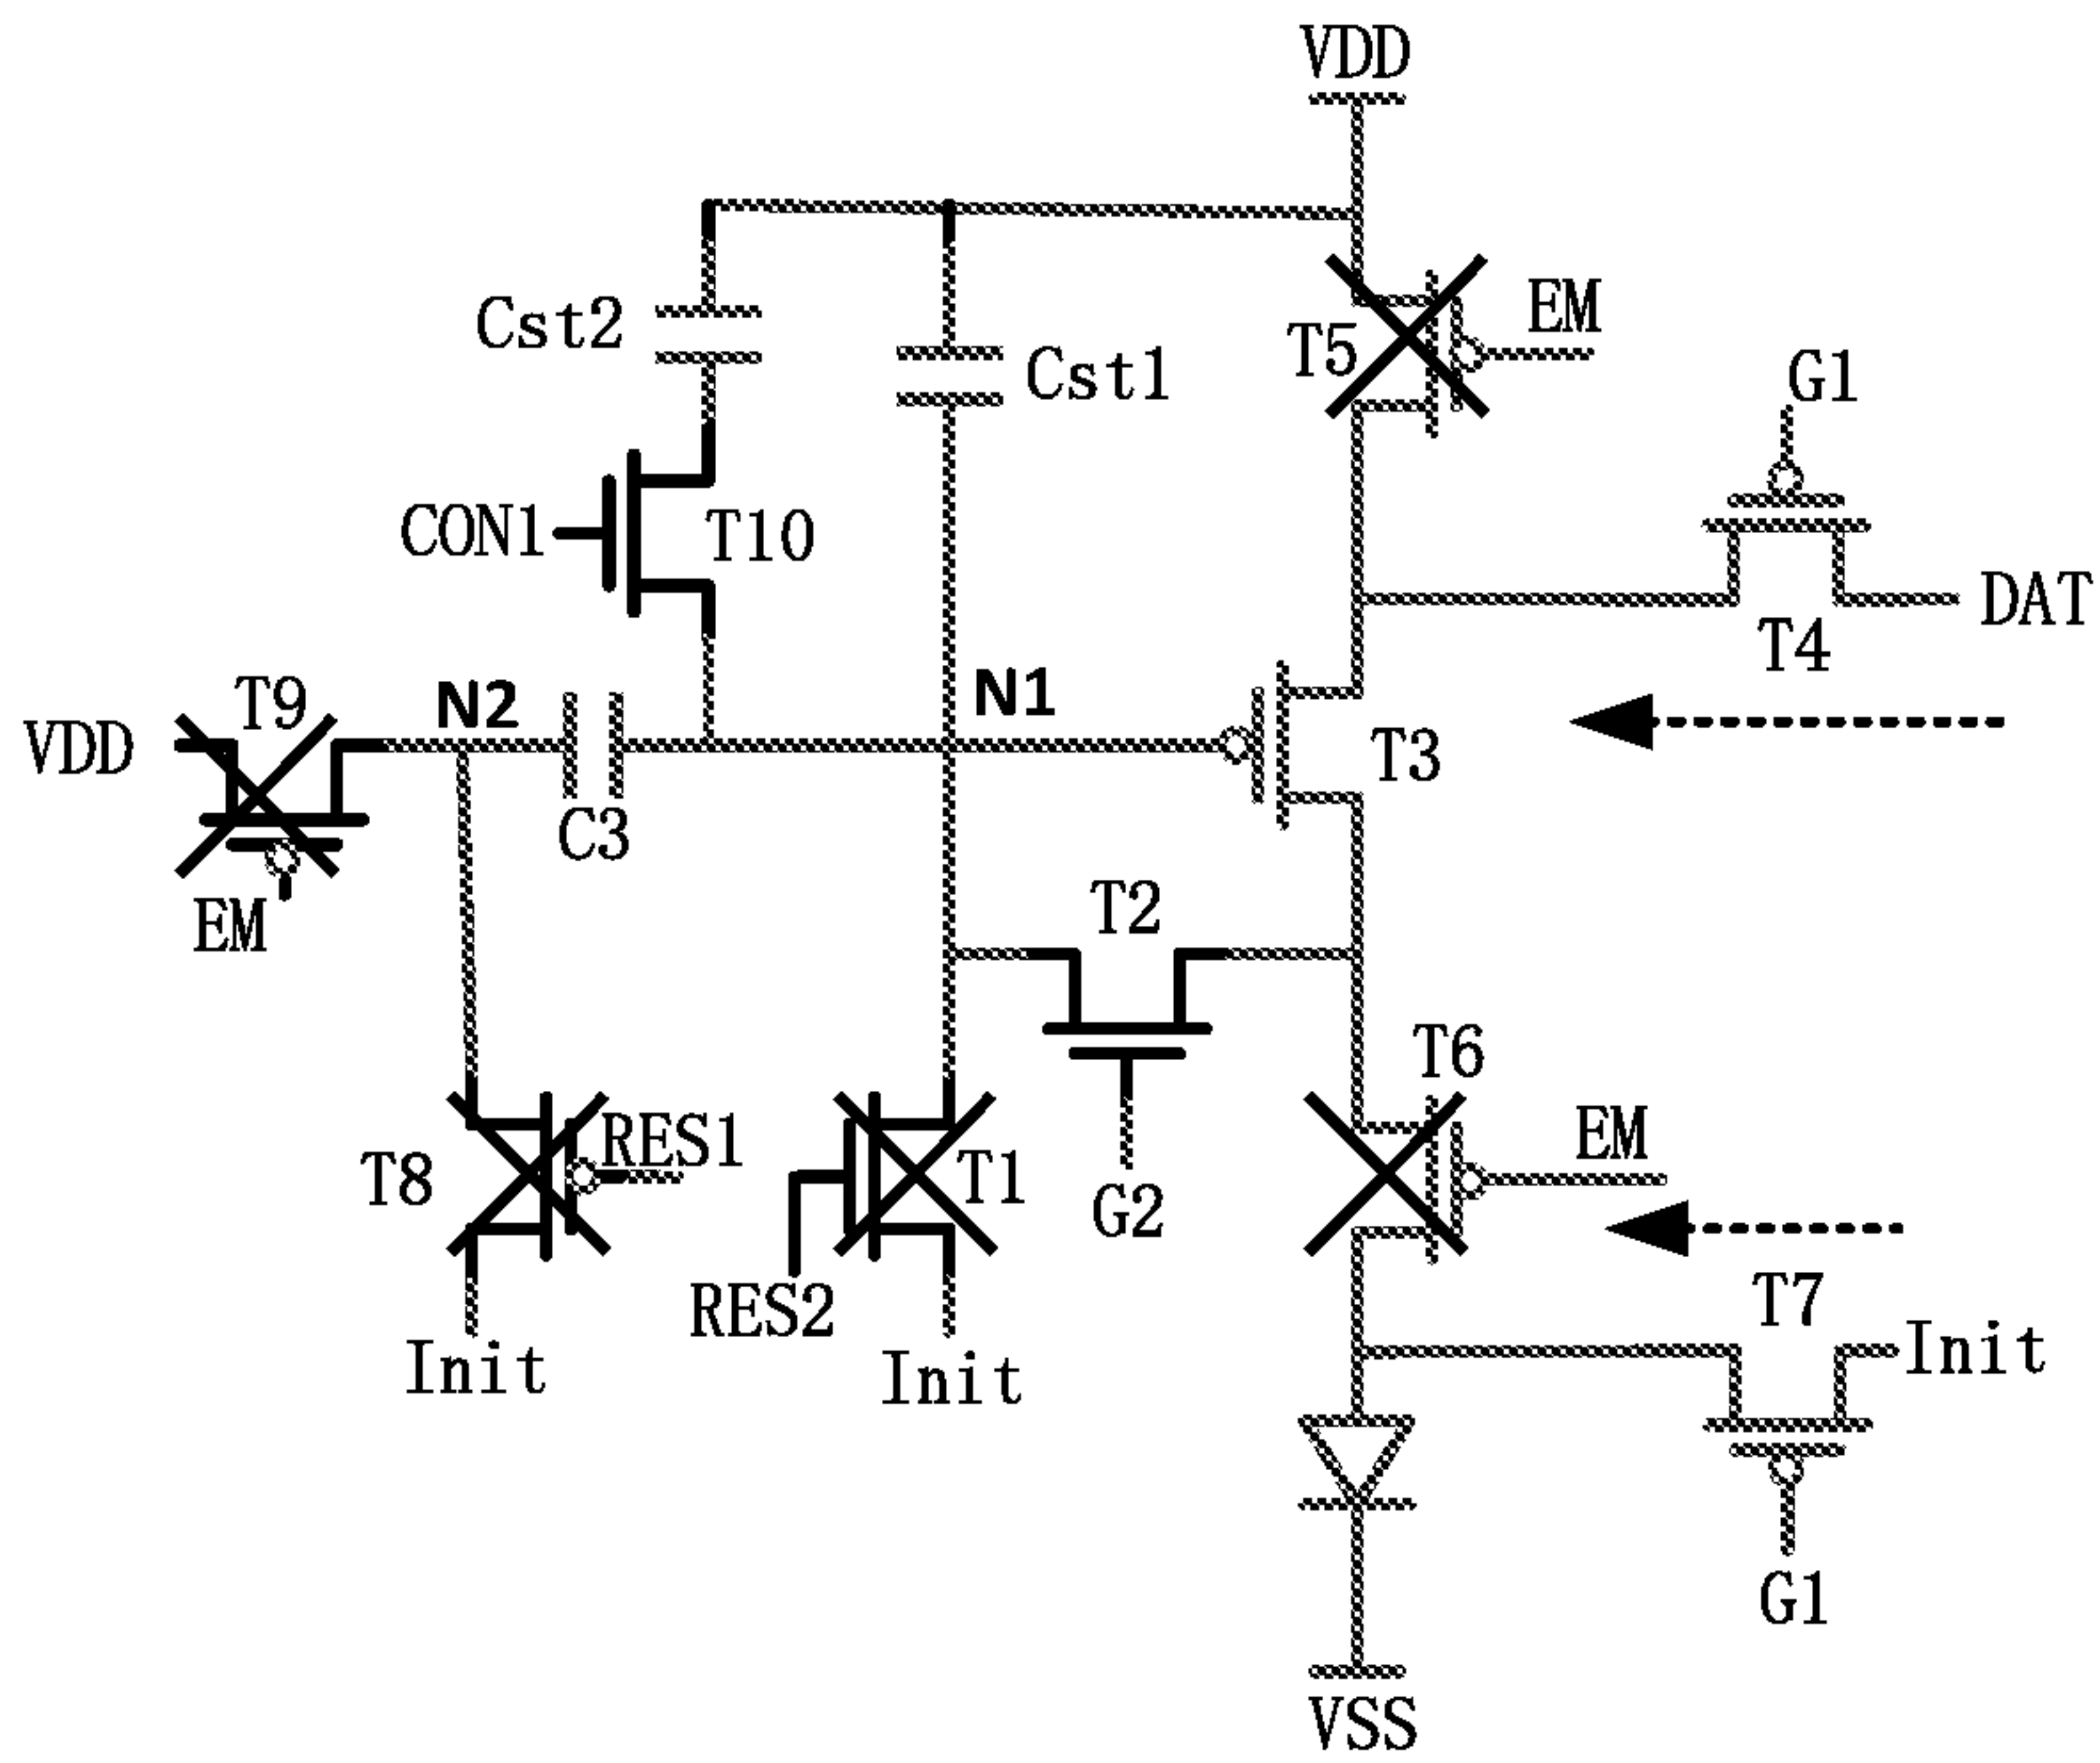 VDD
Cst2
Cst1
T5
EM
G1
CON1
T10
DAT
T4
VDD
T9
N2
N1
T3
C3
EM
T2
T6
EM
T8
RES1
T1
G2
RES2
T7
Init
Init
Init
G1
VSS